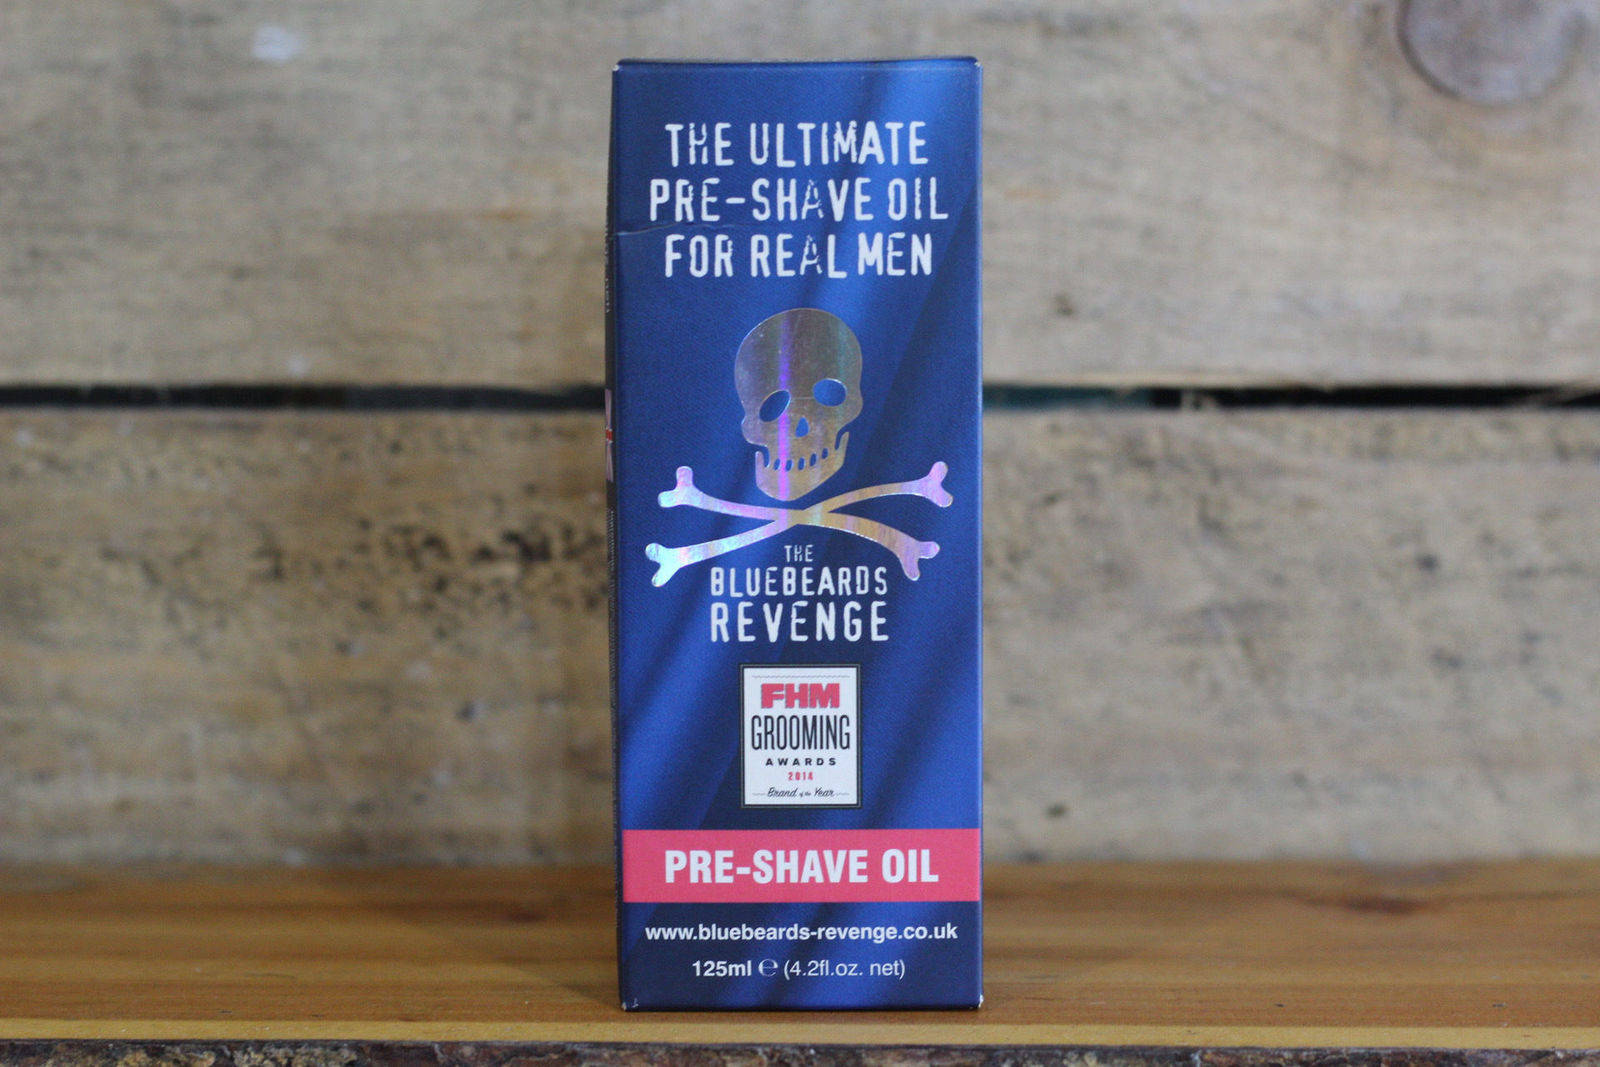 THE ULTIMATE
PRE-SHAVE OIL
FOR REAL MEN
THE
BLUEBEARDS
REVENGE
FHM
GROOMING
AWARDS
2014
Brand of the Year
PRE-SHAVE OIL
www.bluebeards-revenge.co.uk
125ml ℮ (4.2fl.oz. net)